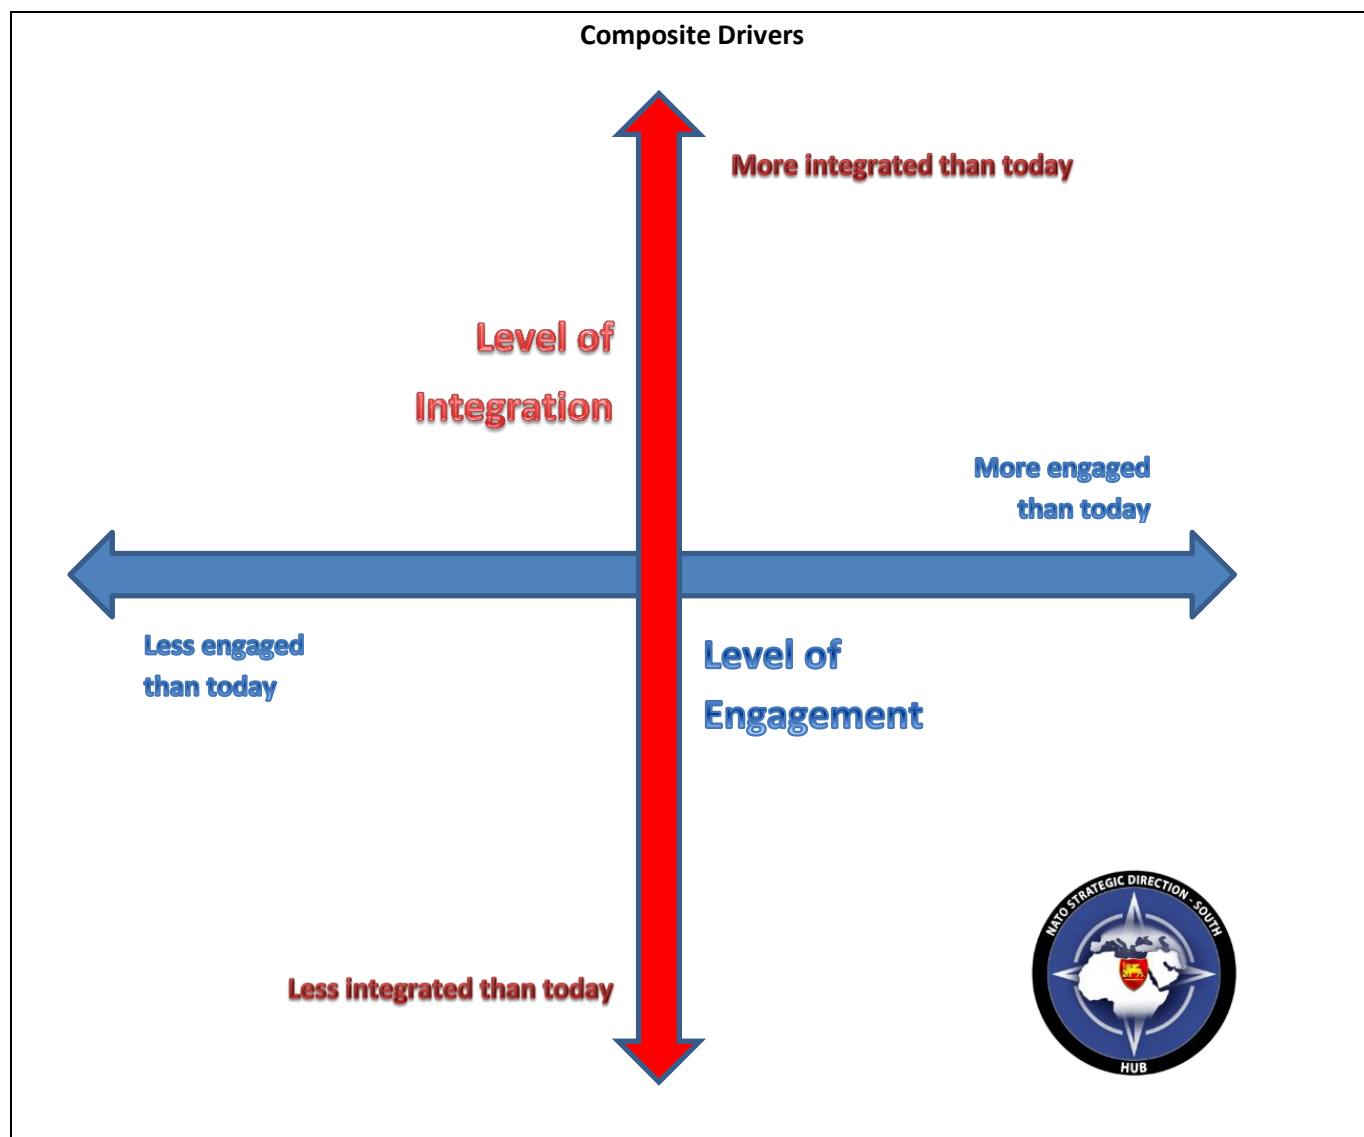 Composite Drivers
More integrated than today
Level of
Integration
More engaged
than today
Less engaged
than today
Level of
Engagement
Less integrated than today
NATO STRATEGIC DIRECTION - SOUTH
HUB